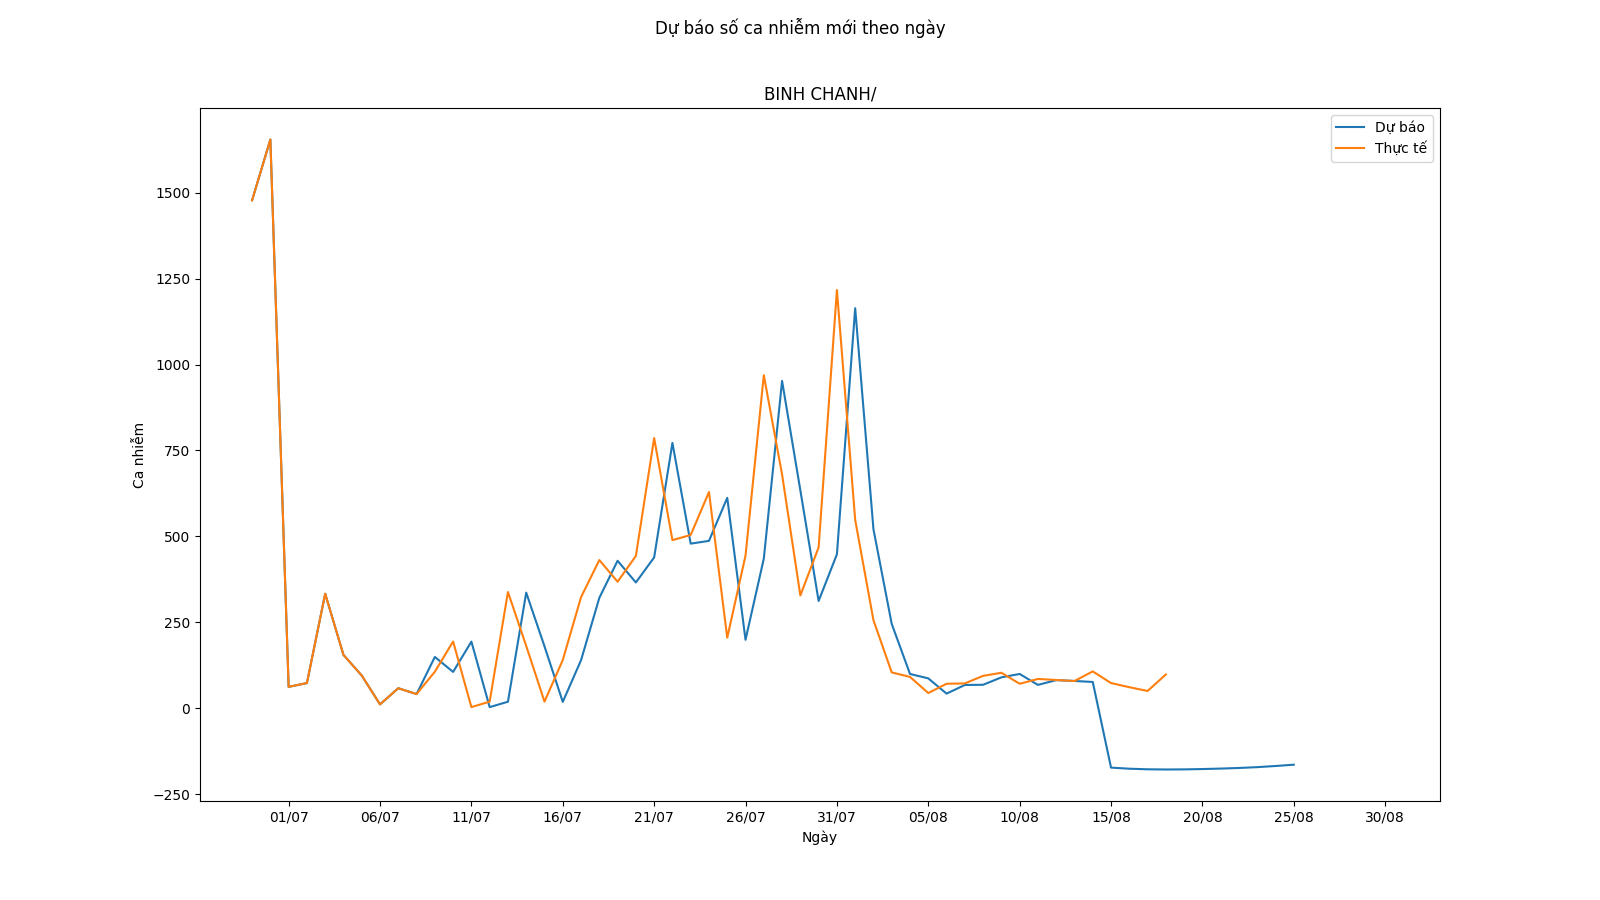 Dự báo số ca nhiễm mới theo ngày
BINH CHANH/
Dự báo
Thực tế
1500
1250
1000
750
500
250
0
−250
Ca nhiễm
01/07 06/07 11/07 16/07 21/07 26/07 31/07 05/08 10/08 15/08 20/08 25/08 30/08
Ngày